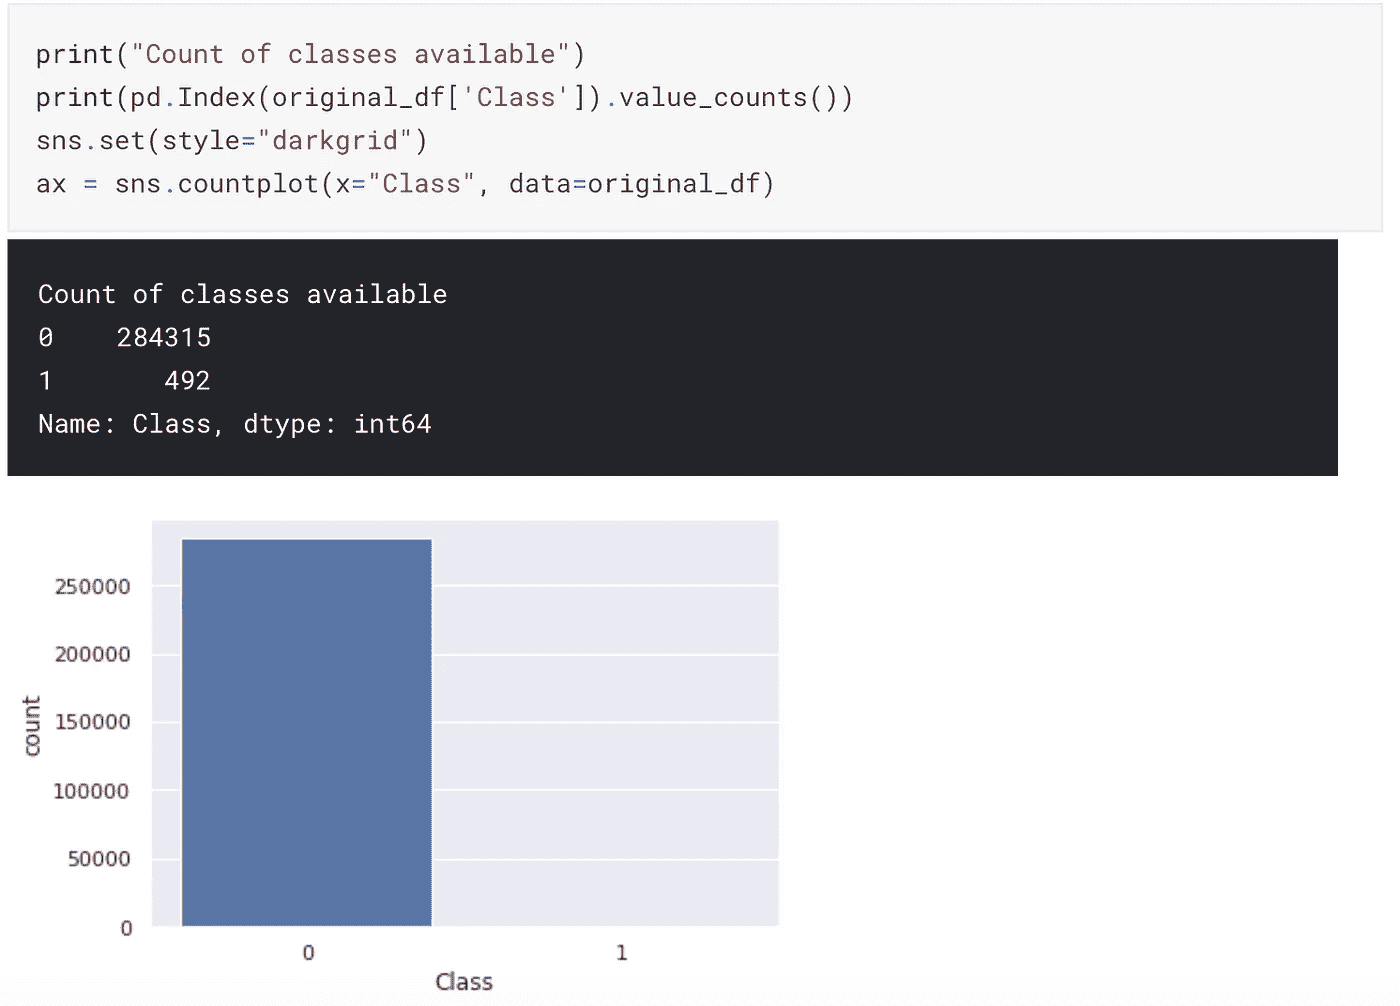 print("Count of classes available")
print(pd.Index(original_df['Class']).value_counts())
sns.set(style="darkgrid")
ax = sns.countplot(x="Class", data=original_df)
Count of classes available
0    284315
1       492
Name: Class, dtype: int64
250000
200000
150000
100000
50000
0
count
0 1
Class